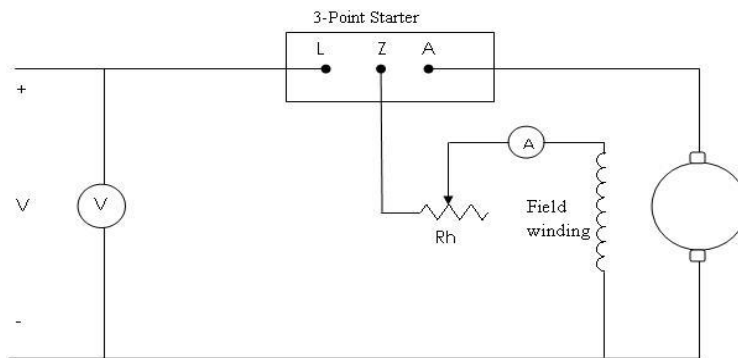 3-Point Starter
L Z A
+
A
V
V
Field
winding
Rh
-